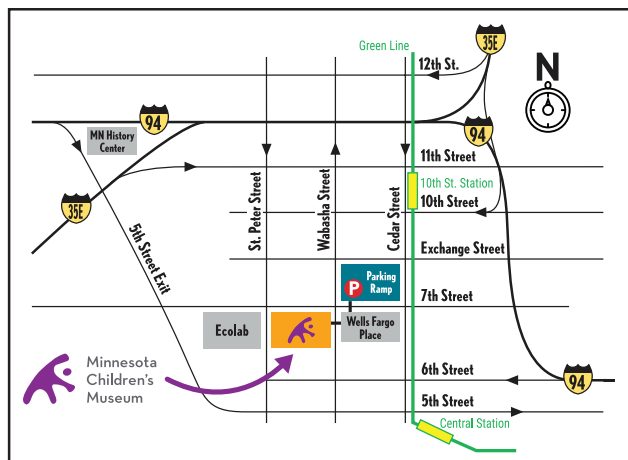 Green Line
35E
12th St.
N
94
MN History
Center
94
11th Street
10th St. Station
10th Street
35E
5th Street Exit
St. Peter Street
Wabasha Street
Cedar Street
Exchange Street
P
Parking
Ramp
7th Street
Ecolab
Wells Fargo
Place
Minnesota
Children's
Museum
6th Street
94
5th Street
Central Station